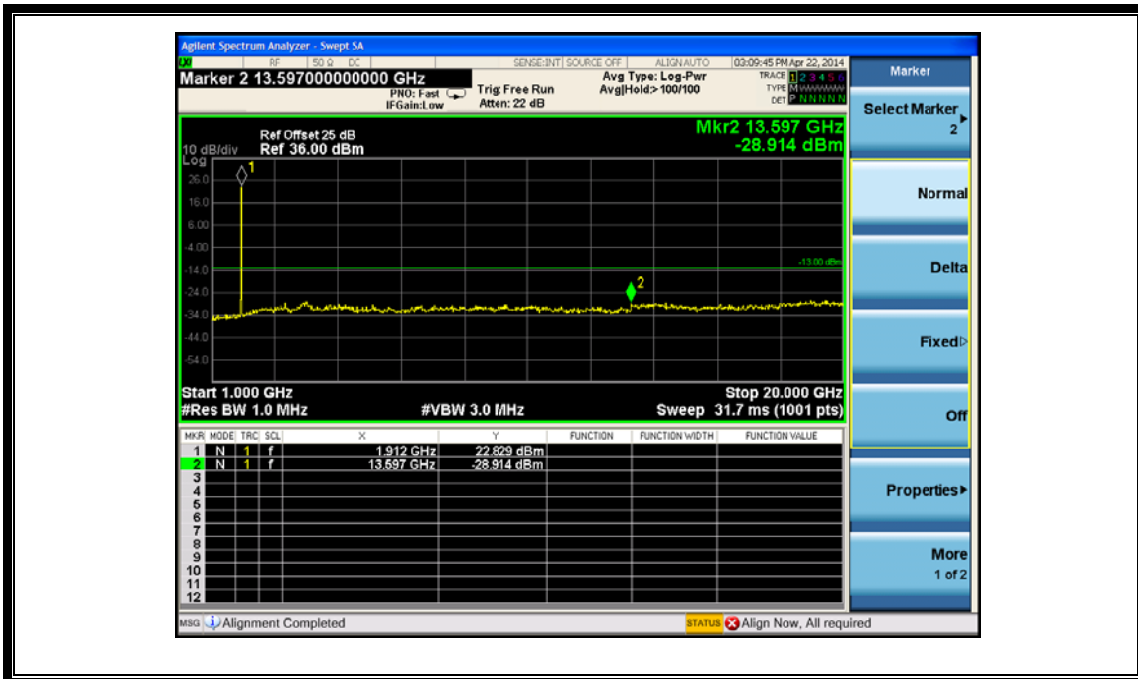 Agilent Spectrum Analyzer - Swept SA
LXI RF 50 Ω DC SENSE:INT SOURCE OFF ALIGNAUTO 03:09:45 PM Apr 22, 2014
Marker 2 13.597000000000 GHz
PNO: Fast
IFGain:Low
Trig: Free Run
Atten: 22 dB
Avg Type: Log-Pwr
Avg|Hold:> 100/100
TRACE 1 2 3 4 5 6
TYPE M
DET P N N N N N
Mkr2 13.597 GHz
-28.914 dBm
Ref Offset 25 dB
10 dB/div Ref 36.00 dBm
Log
1
26.0
16.0
6.00
-4.00
-13.00 dBm
-14.0
2
-24.0
-34.0
-44.0
-54.0
Start 1.000 GHz Stop 20.000 GHz
#Res BW 1.0 MHz #VBW 3.0 MHz Sweep 31.7 ms (1001 pts)
MKR MODE TRC SCL X Y FUNCTION FUNCTION WIDTH FUNCTION VALUE
1 N 1 f 1.912 GHz 22.829 dBm
2 N 1 f 13.597 GHz -28.914 dBm
3
4
5
6
7
8
9
10
11
12
MSG Alignment Completed STATUS Align Now, All required
Marker
Select Marker
2
Normal
Delta
Fixed
Off
Properties
More
1 of 2